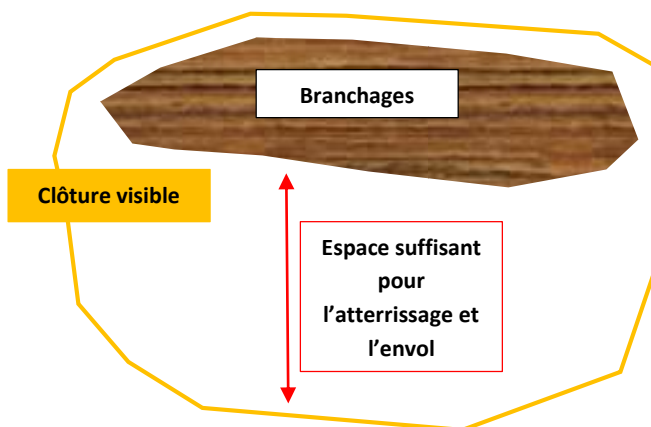 Branchages
Clôture visible
Espace suffisant
pour
l’atterrissage et
l’envol